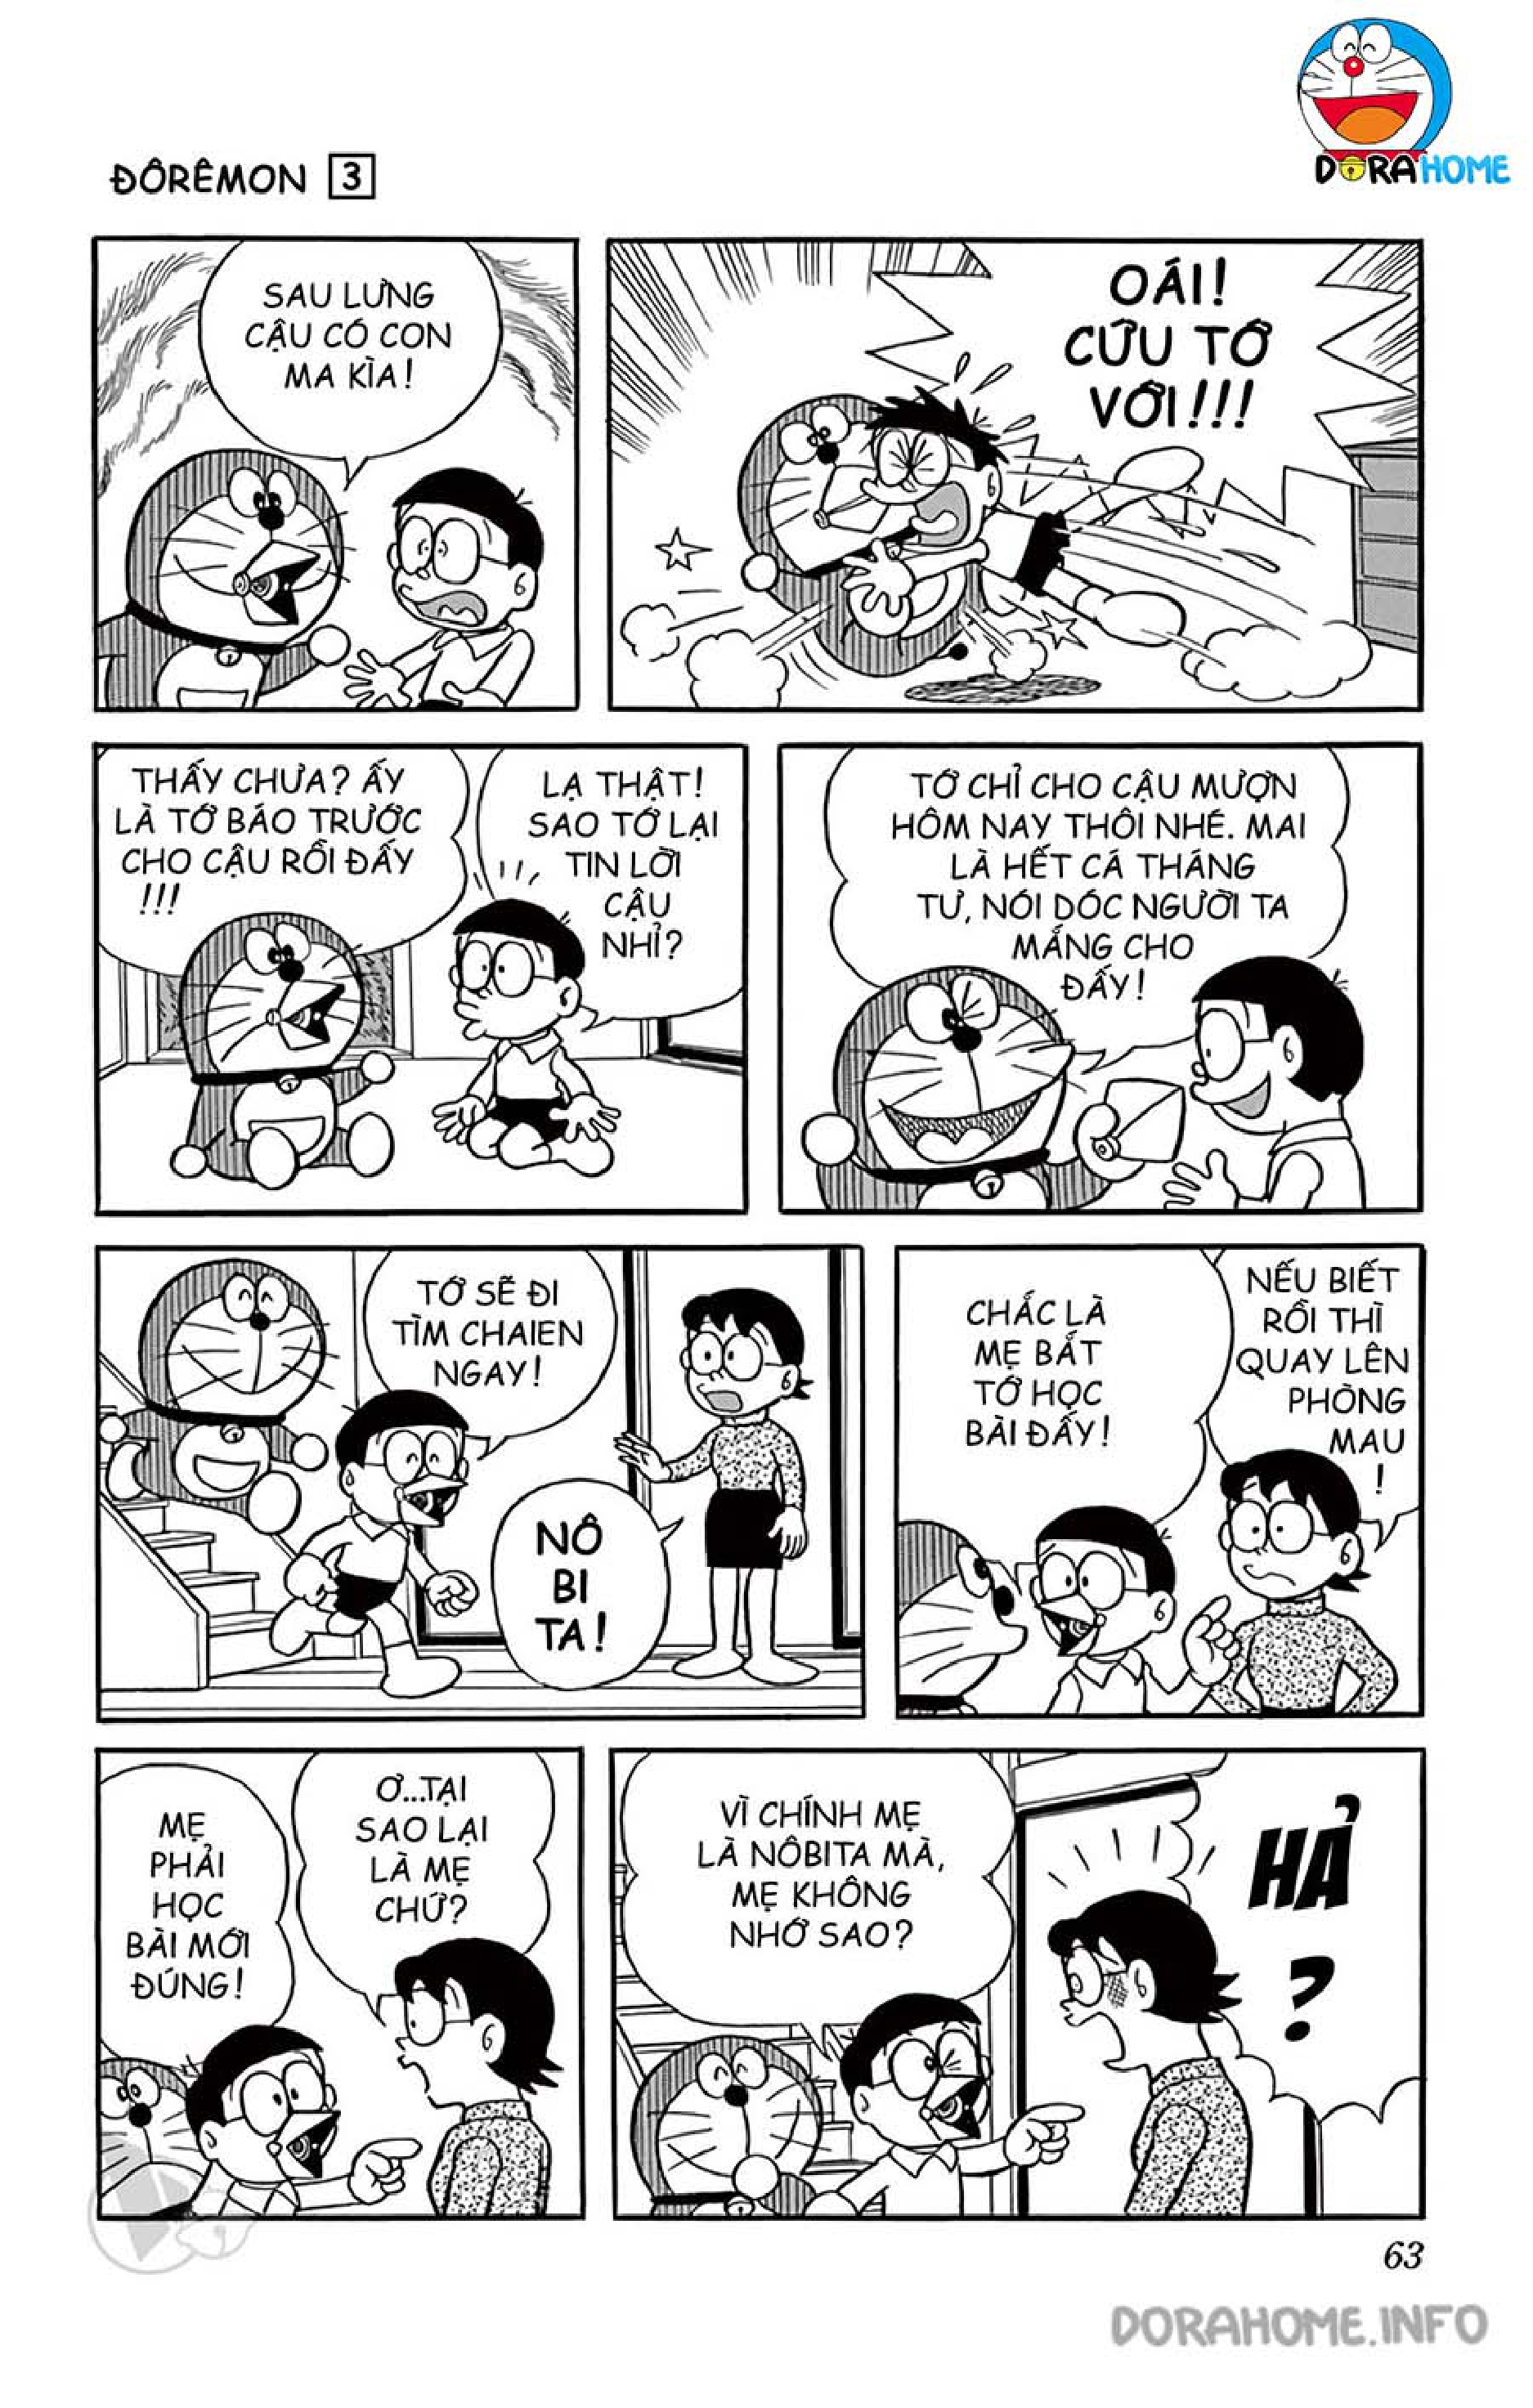 DORAHOME
ĐÔRÊMON 3
SAU LƯNG
CẬU CÓ CON
MA KÌA!
OÁI!
CỨU TỚ
VỚI!!!
THẤY CHƯA? ẤY
LÀ TỚ BÁO TRƯỚC
CHO CẬU RỒI ĐẤY
!!!
LẠ THẬT!
SAO TỚ LẠI
TIN LỜI
CẬU
NHỈ?
TỚ CHỈ CHO CẬU MƯỢN
HÔM NAY THÔI NHÉ. MAI
LÀ HẾT CÁ THÁNG
TƯ, NÓI DÓC NGƯỜI TA
MẮNG CHO
ĐẤY!
TỚ SẼ ĐI
TÌM CHAIEN
NGAY!
NÔ
BI
TA!
CHẮC LÀ
MẸ BẮT
TỚ HỌC
BÀI ĐẤY!
NẾU BIẾT
RỒI THÌ
QUAY LÊN
PHÒNG
MAU
!
MẸ
PHẢI
HỌC
BÀI MỚI
ĐÚNG!
Ơ...TẠI
SAO LẠI
LÀ MẸ
CHỨ?
VÌ CHÍNH MẸ
LÀ NÔBITA MÀ,
MẸ KHÔNG
NHỚ SAO?
HẢ
?
63
DORAHOME.INFO